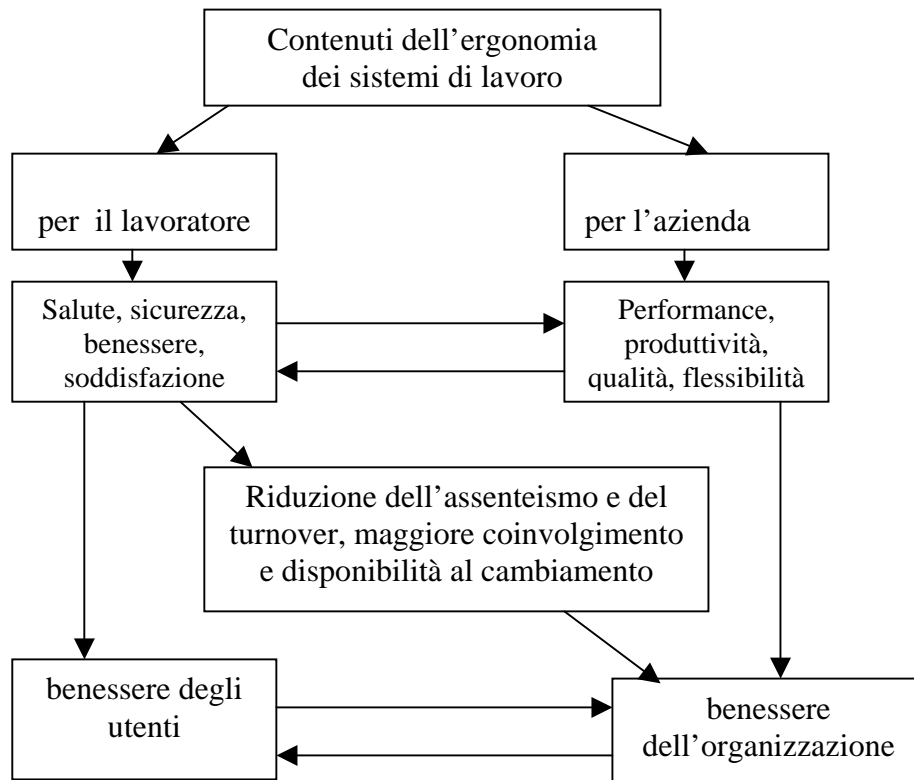 Contenuti dell’ergonomia
dei sistemi di lavoro
per il lavoratore
per l’azienda
Salute, sicurezza,
benessere,
soddisfazione
Performance,
produttività,
qualità, flessibilità
Riduzione dell’assenteismo e del
turnover, maggiore coinvolgimento
e disponibilità al cambiamento
benessere degli
utenti
benessere
dell’organizzazione